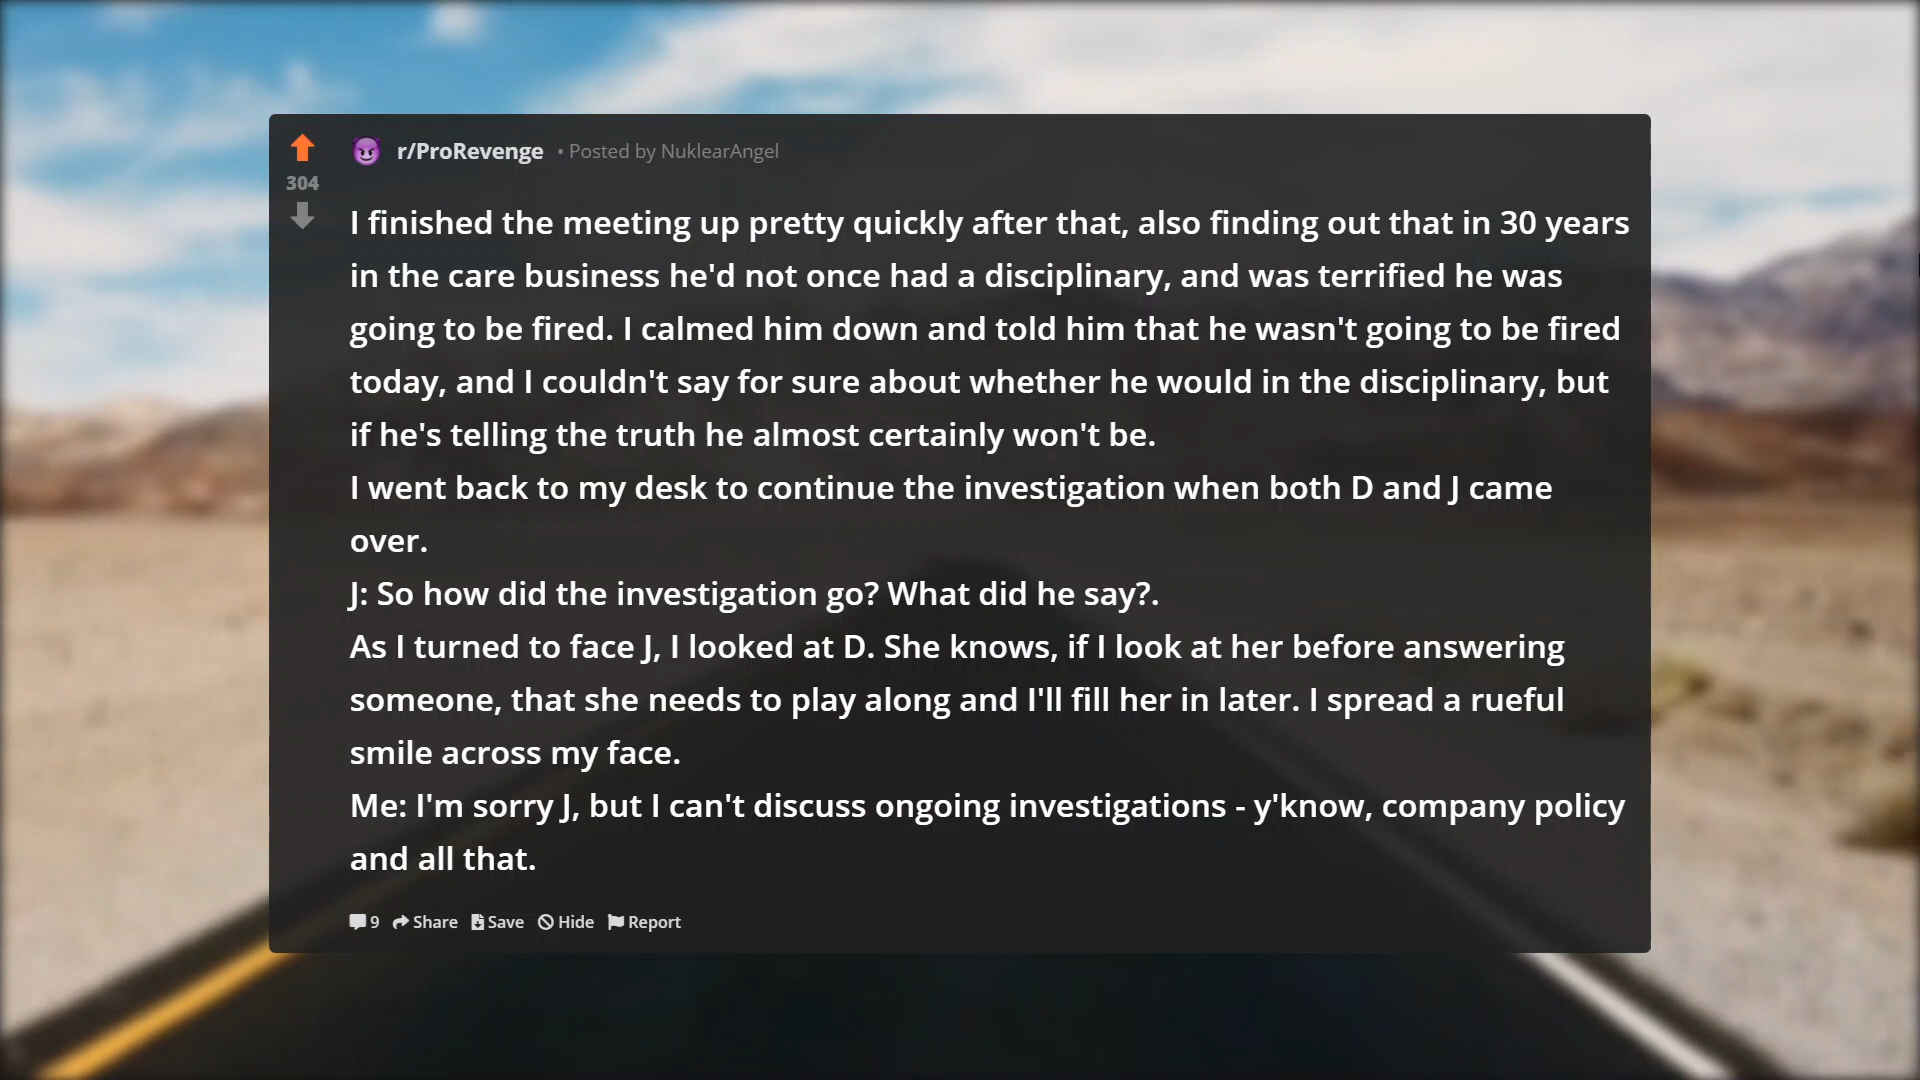 r/ProRevenge • Posted by NuklearAngel
304
I finished the meeting up pretty quickly after that, also finding out that in 30 years
in the care business he'd not once had a disciplinary, and was terrified he was
going to be fired. I calmed him down and told him that he wasn't going to be fired
today, and I couldn't say for sure about whether he would in the disciplinary, but
if he's telling the truth he almost certainly won't be.
I went back to my desk to continue the investigation when both D and J came
over.
J: So how did the investigation go? What did he say?.
As I turned to face J, I looked at D. She knows, if I look at her before answering
someone, that she needs to play along and I'll fill her in later. I spread a rueful
smile across my face.
Me: I'm sorry J, but I can't discuss ongoing investigations - y'know, company policy
and all that.
9 Share Save Hide Report